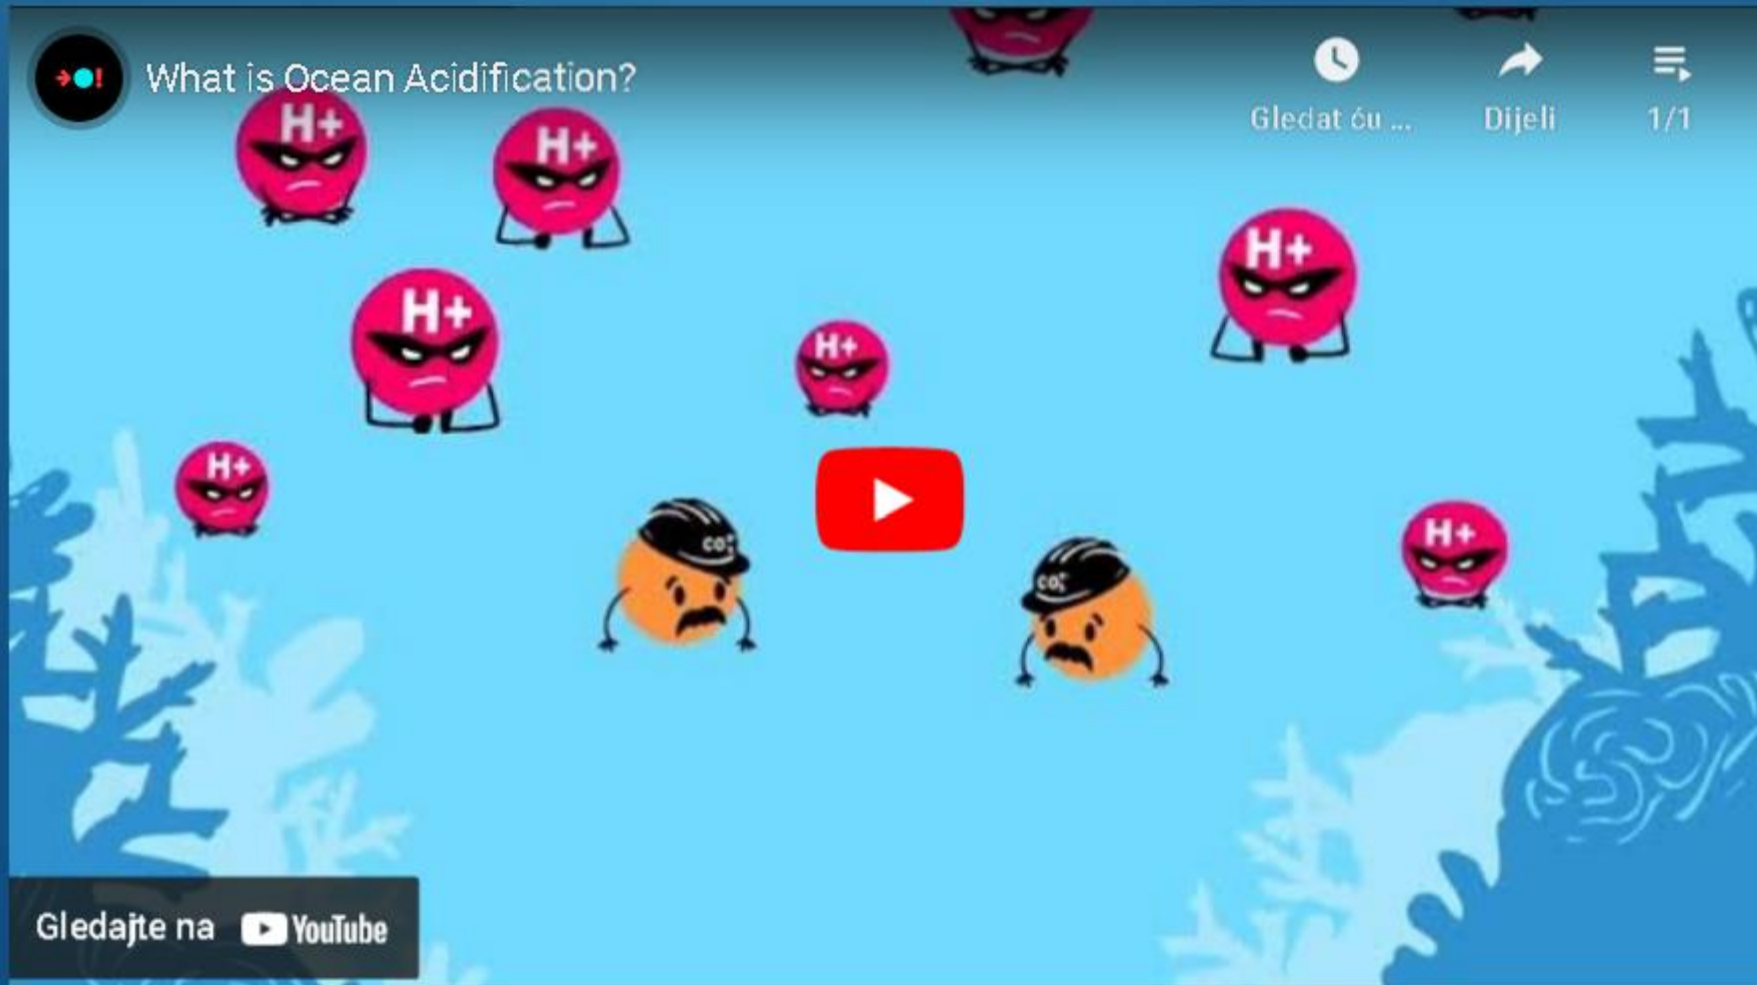 What is Ocean Acidification?
Gledat ću ...
Dijeli
1/1
H+
H+
H+
H+
H+
H+
H+
Gledajte na YouTube